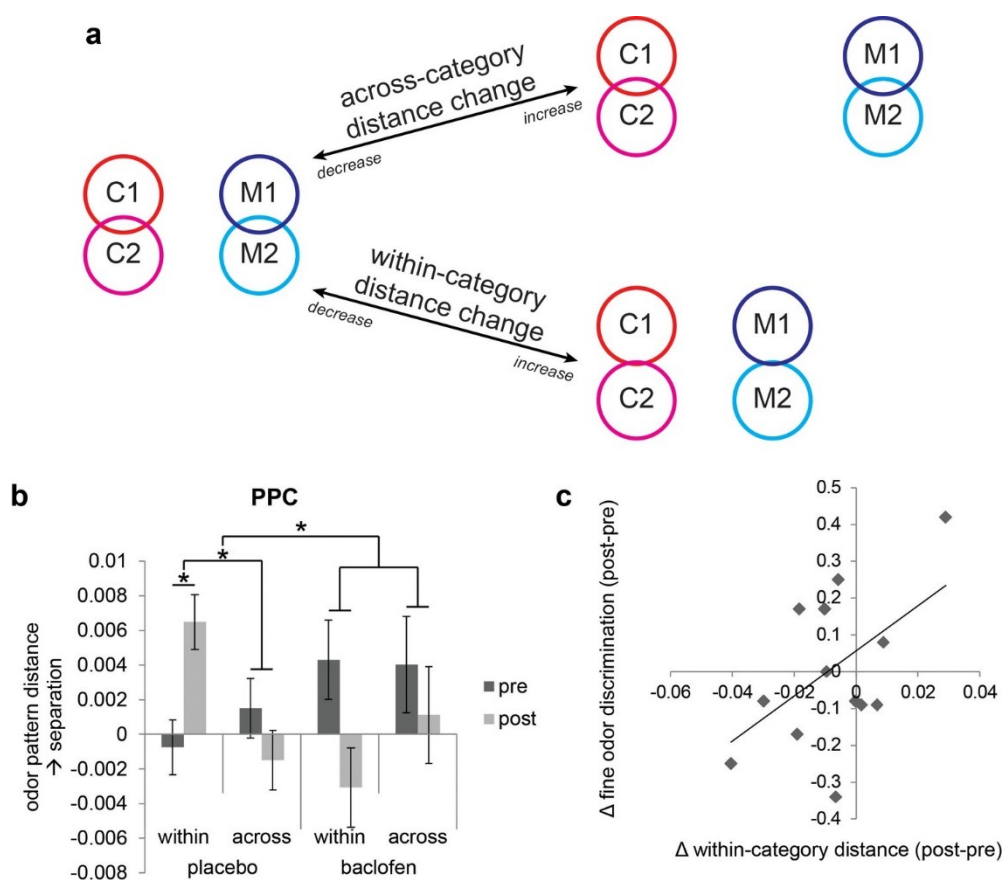 a
across-category
distance change
decrease
increase
C1
C2
M1
M2
C1
C2
M1
M2
within-category
distance change
decrease
increase
C1
C2
M1
M2
b
PPC
odor pattern distance
→ separation
0.01
0.008
0.006
0.004
0.002
0
-0.002
-0.004
-0.006
-0.008
*
*
*
within
across
within
across
placebo
baclofen
pre
post
c
Δ fine odor discrimination (post-pre)
0.5
0.4
0.3
0.2
0.1
0
-0.1
-0.2
-0.3
-0.4
-0.06
-0.04
-0.02
0
0.02
0.04
Δ within-category distance (post-pre)